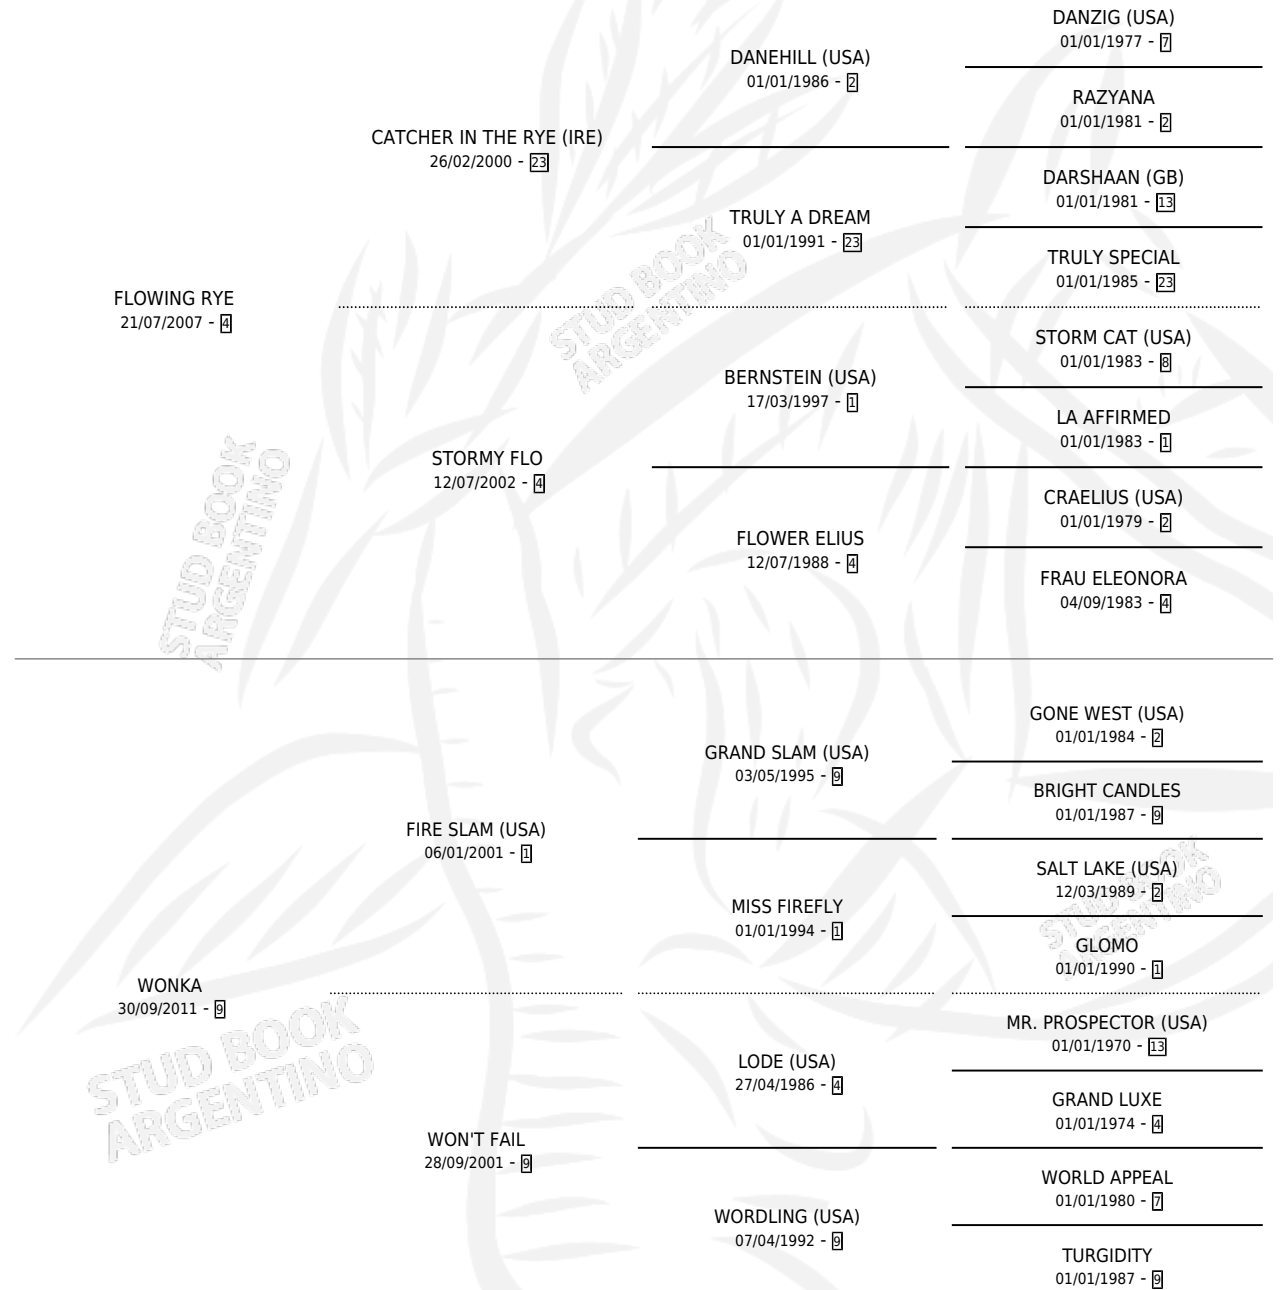 DANZIG (USA)
01/01/1977 - 7
DANEHILL (USA)
01/01/1986 - 2
RAZYANA
01/01/1981 - 2
CATCHER IN THE RYE (IRE)
26/02/2000 - 23
DARSHAAN (GB)
01/01/1981 - 13
TRULY A DREAM
01/01/1991 - 23
TRULY SPECIAL
01/01/1985 - 23
FLOWING RYE
21/07/2007 - 4
STORM CAT (USA)
01/01/1983 - 8
BERNSTEIN (USA)
17/03/1997 - 1
LA AFFIRMED
01/01/1983 - 1
STORMY FLO
12/07/2002 - 4
CRAELIUS (USA)
01/01/1979 - 2
FLOWER ELIUS
12/07/1988 - 4
FRAU ELEONORA
04/09/1983 - 4
GONE WEST (USA)
01/01/1984 - 2
GRAND SLAM (USA)
03/05/1995 - 9
BRIGHT CANDLES
01/01/1987 - 9
FIRE SLAM (USA)
06/01/2001 - 1
SALT LAKE (USA)
12/03/1989 - 2
MISS FIREFLY
01/01/1994 - 1
GLOMO
01/01/1990 - 1
WONKA
30/09/2011 - 9
MR. PROSPECTOR (USA)
01/01/1970 - 13
LODE (USA)
27/04/1986 - 4
GRAND LUXE
01/01/1974 - 4
WON'T FAIL
28/09/2001 - 9
WORLD APPEAL
01/01/1980 - 7
WORDLING (USA)
07/04/1992 - 9
TURGIDITY
01/01/1987 - 9
STUD BOOK
ARGENTINO
STUD BOOK
ARGENTINO
STUD BOOK
ARGENTINO
STUD BOOK
ARGENTINO